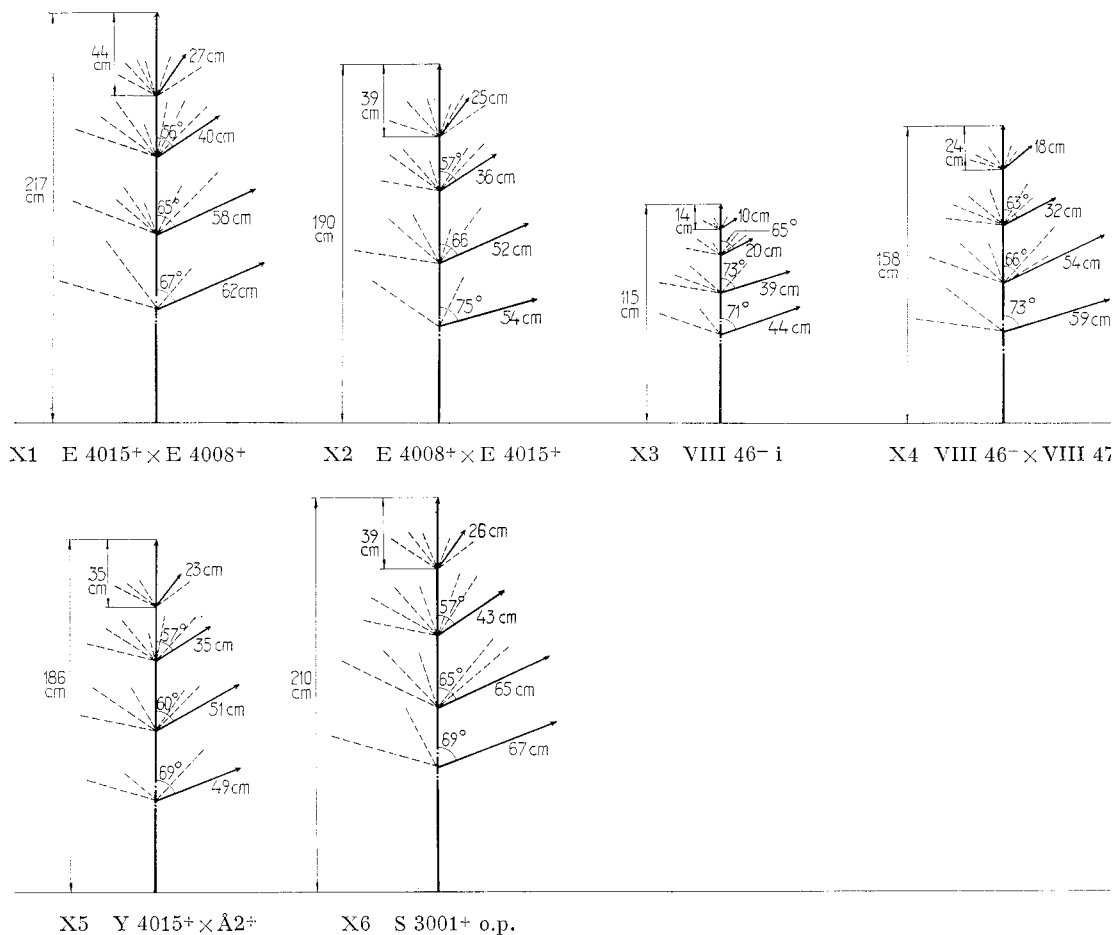 44 cm
27cm
56°
40cm
217 cm
65°
58cm
67°
62cm
39 cm
25cm
57°
36cm
190 cm
66
52cm
75°
54cm
14 cm
10cm
65°
20cm
115 cm
73°
39cm
71°
44cm
24 cm
18cm
63°
32cm
158 cm
66°
54cm
73°
59cm
X1 E 4015+ × E 4008+
X2 E 4008+ × E 4015+
X3 VIII 46- i
X4 VIII 46- × VIII 47
35 cm
23cm
57°
35cm
186 cm
60°
51cm
69°
49cm
39 cm
26cm
57°
43cm
210 cm
65°
65cm
69°
67cm
X5 Y 4015+ × Å2+
X6 S 3001+ o.p.